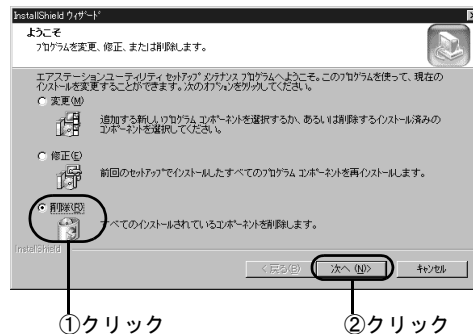 InstallShield ウィザード
ようこそ
プログラムを変更、修正、または削除します。
エアステーションユーティリティ セットアップ メンテナンス プログラムへようこそ。このプログラムを使って、現在の
インストールを変更することができます。次のオプションをクリックしてください。
変更(M)
追加する新しいプログラム コンポーネントを選択するか、あるいは削除するインストール済みの
コンポーネントを選択してください。
修正(E)
前回のセットアップでインストールしたすべてのプログラム コンポーネントを再インストールします。
削除(R)
すべてのインストールされているコンポーネントを削除します。
InstallShield
< 戻る(B)
次へ (N)>
キャンセル
①クリック
②クリック